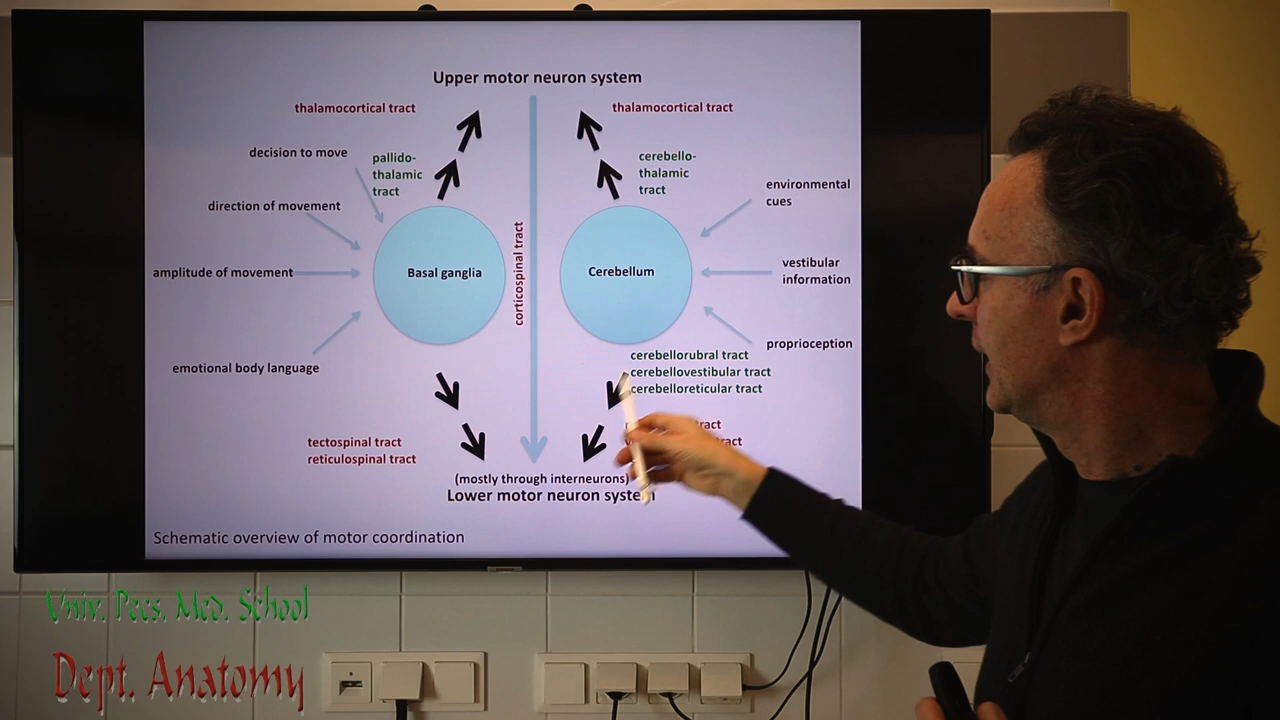 Upper motor neuron system
thalamocortical tract
thalamocortical tract
decision to move
pallido-
thalamic
tract
cerebello-
thalamic
tract
direction of movement
environmental
cues
amplitude of movement
Basal ganglia
corticospinal tract
Cerebellum
vestibular
information
emotional body language
proprioception
cerebellorubral tract
cerebellovestibular tract
cerebelloreticular tract
tectospinal tract
reticulospinal tract
tract
tract
(mostly through interneurons)
Lower motor neuron system
Schematic overview of motor coordination
Univ. Pecs. Med. School
Dept. Anatomy